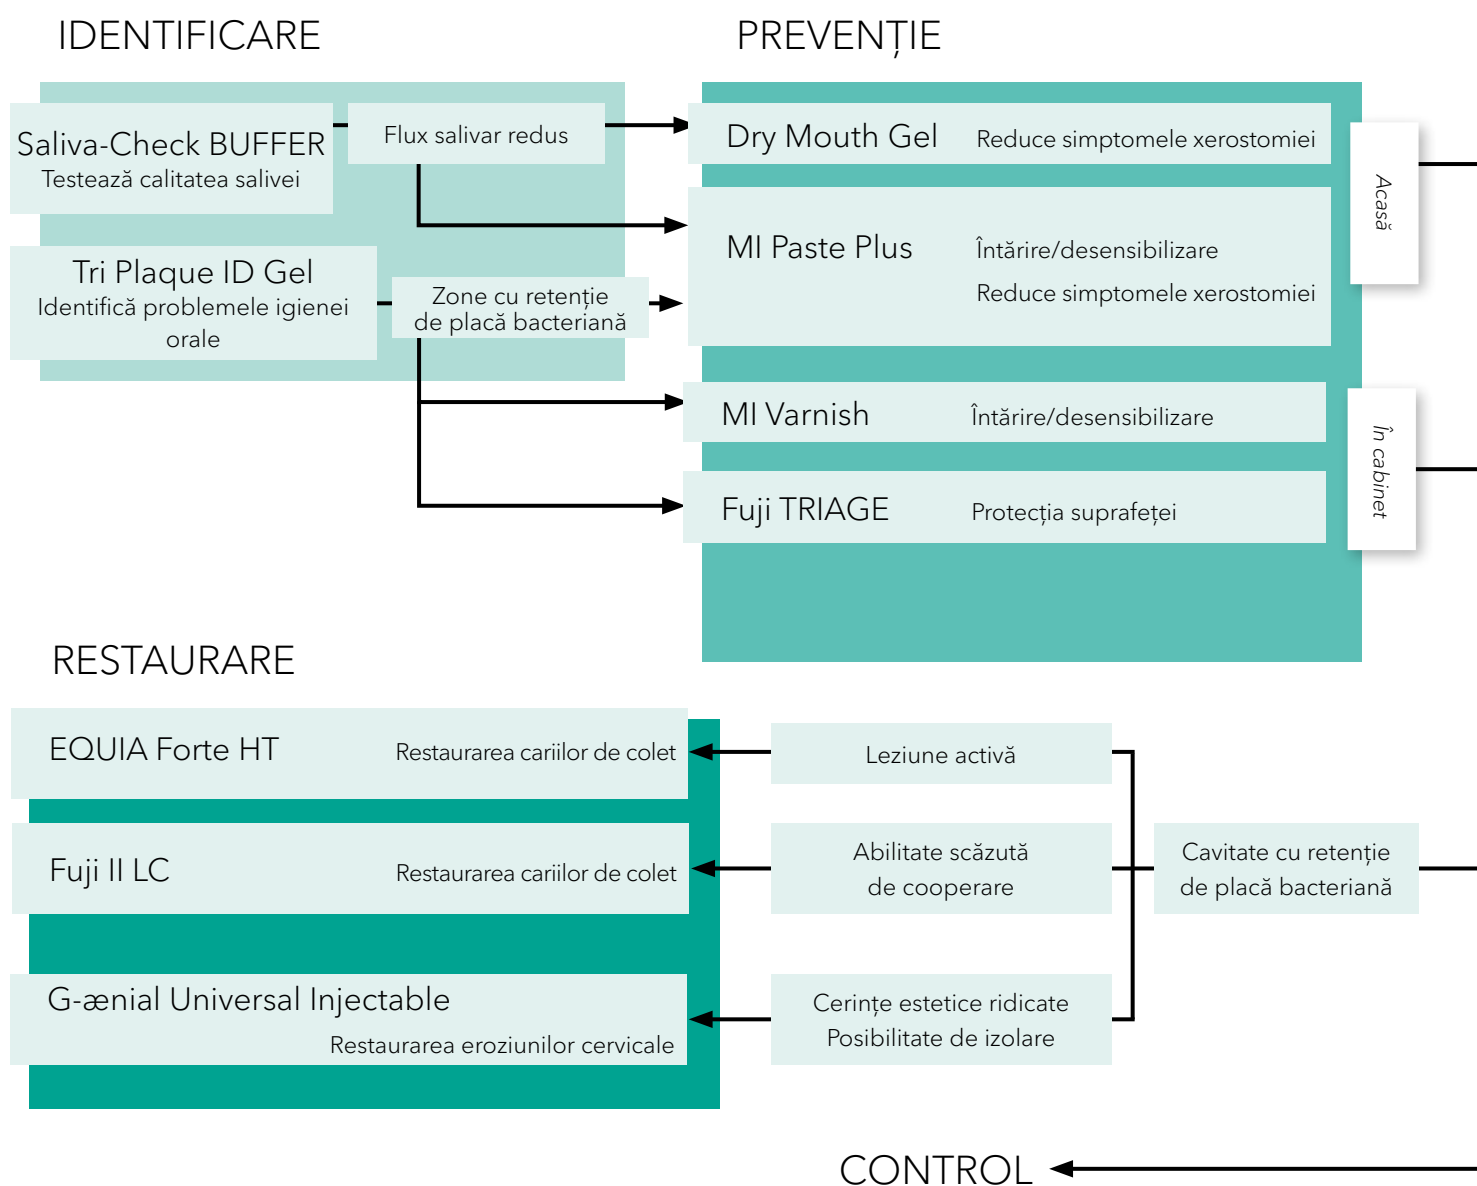 IDENTIFICARE
Saliva-Check BUFFER
Testează calitatea salivei
Flux salivar redus
Tri Plaque ID Gel
Identifică problemele igienei
orale
Zone cu retenție
de placă bacteriană
PREVENȚIE
Dry Mouth Gel
Reduce simptomele xerostomiei
MI Paste Plus
Întărire/desensibilizare
Reduce simptomele xerostomiei
Acasă
MI Varnish
Întărire/desensibilizare
Fuji TRIAGE
Protecția suprafeței
În cabinet
RESTAURARE
EQUIA Forte HT
Restaurarea cariilor de colet
Leziune activă
Fuji II LC
Restaurarea cariilor de colet
Abilitate scăzută
de cooperare
Cavitate cu retenție
de placă bacteriană
G-ænial Universal Injectable
Restaurarea eroziunilor cervicale
Cerințe estetice ridicate
Posibilitate de izolare
CONTROL